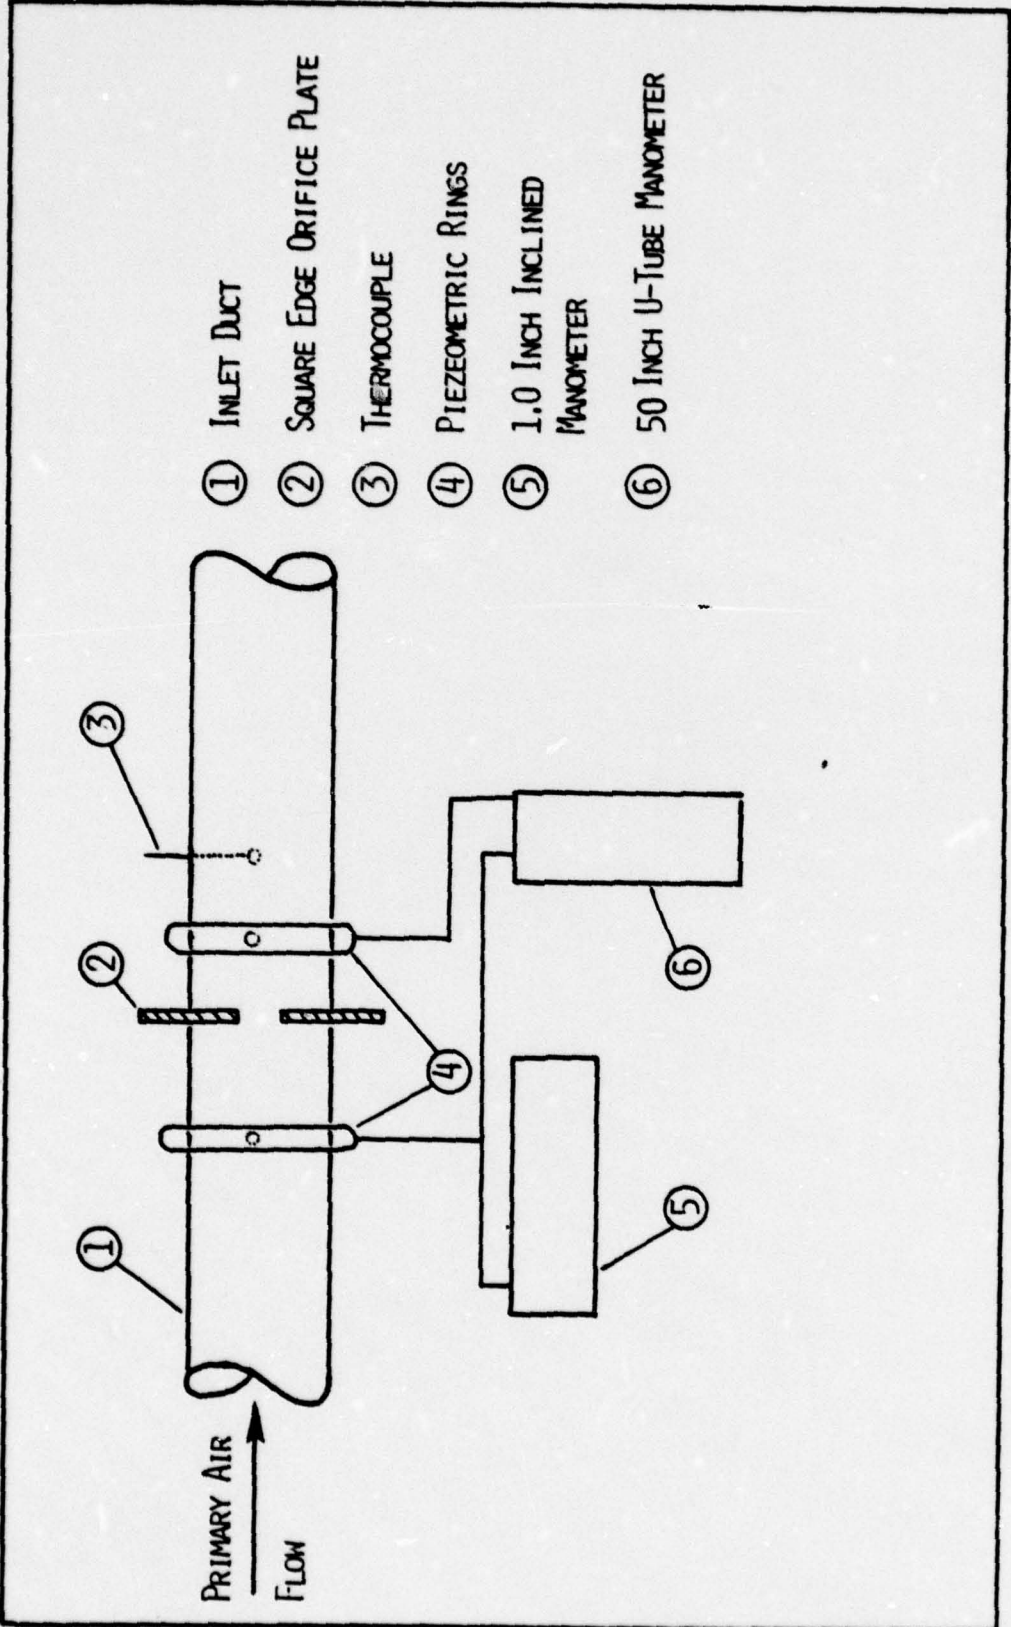 PRIMARY AIR
FLOW
①
②
③
④
⑤
⑥
① INLET DUCT
② SQUARE EDGE ORIFICE PLATE
③ THERMOCOUPLE
④ PIEZEOMETRIC RINGS
⑤ 1.0 INCH INCLINED
MANOMETER
⑥ 50 INCH U-TUBE MANOMETER